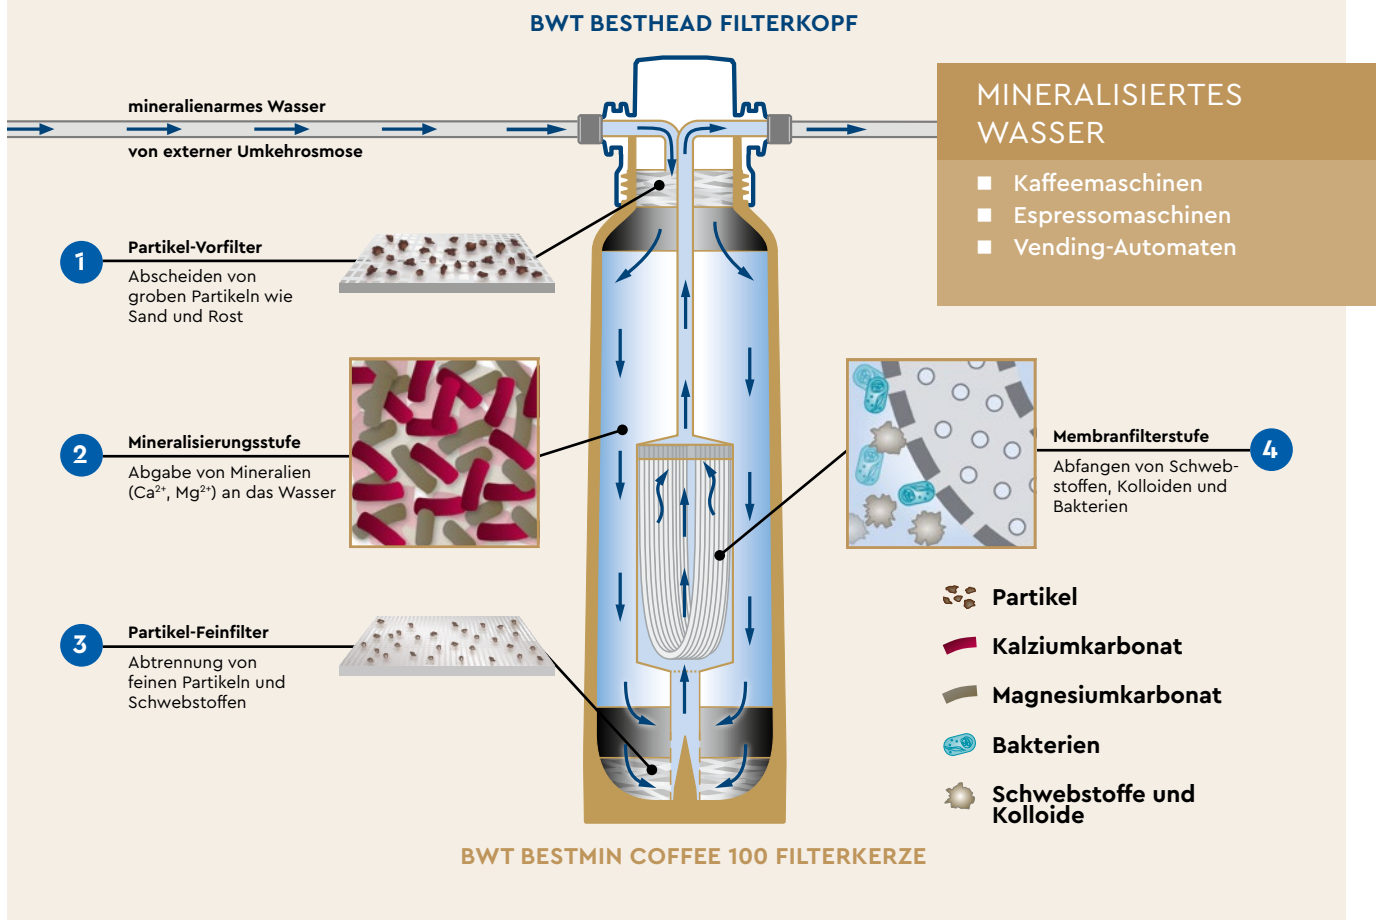 BWT BESTHEAD FILTERKOPF
mineralienarmes Wasser
von externer Umkehrosmose
MINERALISIERTES
WASSER
Kaffeemaschinen
Espressomaschinen
Vending-Automaten
1
Partikel-Vorfilter
Abscheiden von
groben Partikeln wie
Sand und Rost
2
Mineralisierungsstufe
Abgabe von Mineralien
(Ca²⁺, Mg²⁺) an das Wasser
3
Partikel-Feinfilter
Abtrennung von
feinen Partikeln und
Schwebstoffen
Membranfilterstufe
4
Abfangen von Schweb-
stoffen, Kolloiden und
Bakterien
Partikel
Kalziumkarbonat
Magnesiumkarbonat
Bakterien
Schwebstoffe und
Kolloide
BWT BESTMIN COFFEE 100 FILTERKERZE